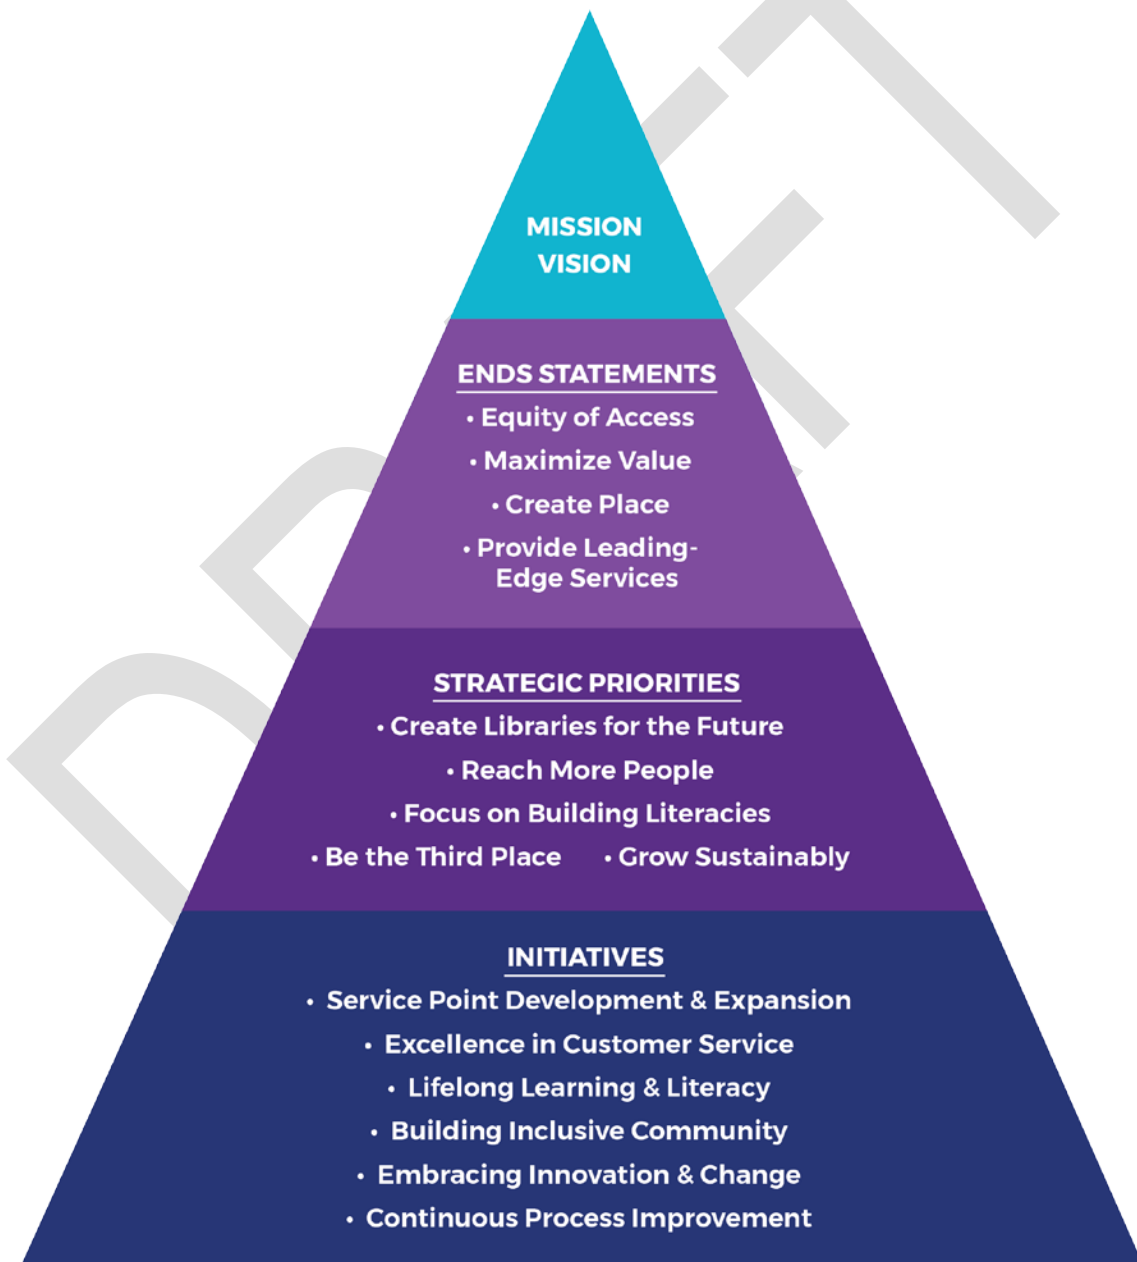 MISSION
VISION
ENDS STATEMENTS
• Equity of Access
• Maximize Value
• Create Place
• Provide Leading-
Edge Services
STRATEGIC PRIORITIES
• Create Libraries for the Future
• Reach More People
• Focus on Building Literacies
• Be the Third Place • Grow Sustainably
INITIATIVES
• Service Point Development & Expansion
• Excellence in Customer Service
• Lifelong Learning & Literacy
• Building Inclusive Community
• Embracing Innovation & Change
• Continuous Process Improvement
DRAFT